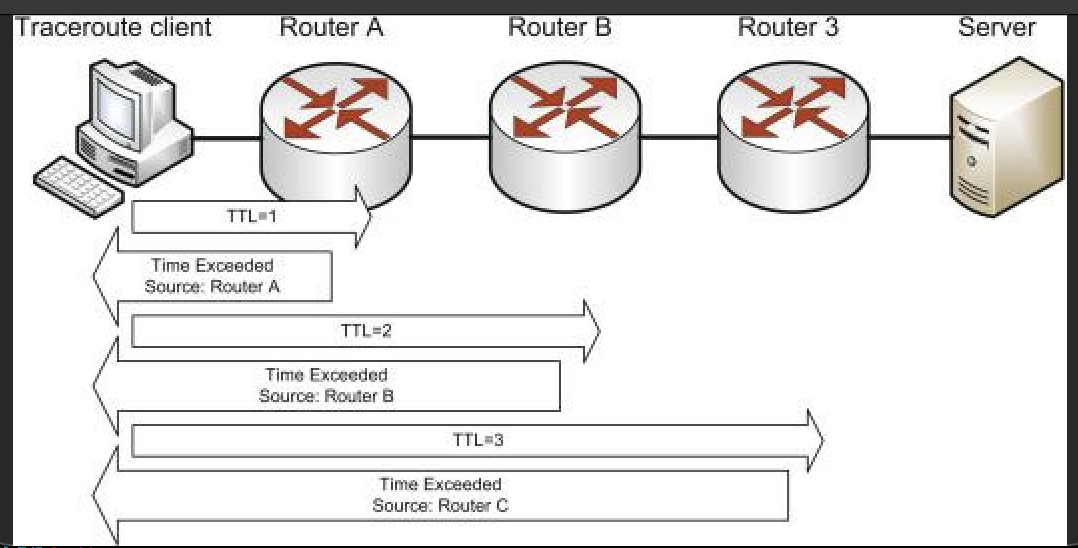 Traceroute client
Router A
Router B
Router 3
Server
TTL=1
Time Exceeded
Source: Router A
TTL=2
Time Exceeded
Source: Router B
TTL=3
Time Exceeded
Source: Router C